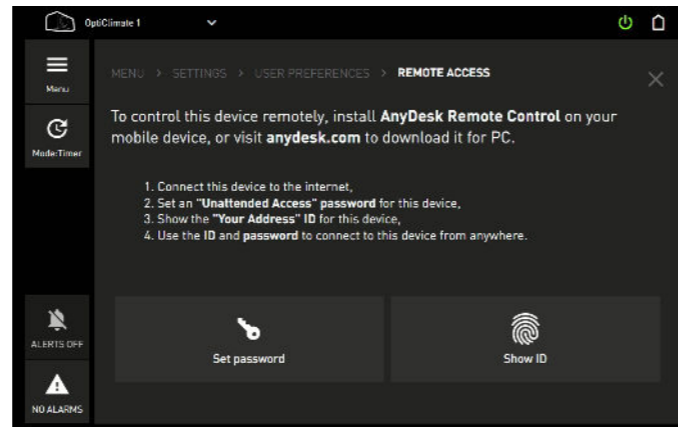 OptiClimate 1
Menu
MENU > SETTINGS > USER PREFERENCES > REMOTE ACCESS
Mode:Timer
To control this device remotely, install AnyDesk Remote Control on your
mobile device, or visit anydesk.com to download it for PC.
1. Connect this device to the internet,
2. Set an "Unattended Access" password for this device,
3. Show the "Your Address" ID for this device,
4. Use the ID and password to connect to this device from anywhere.
ALERTS OFF
Set password
Show ID
NO ALARMS